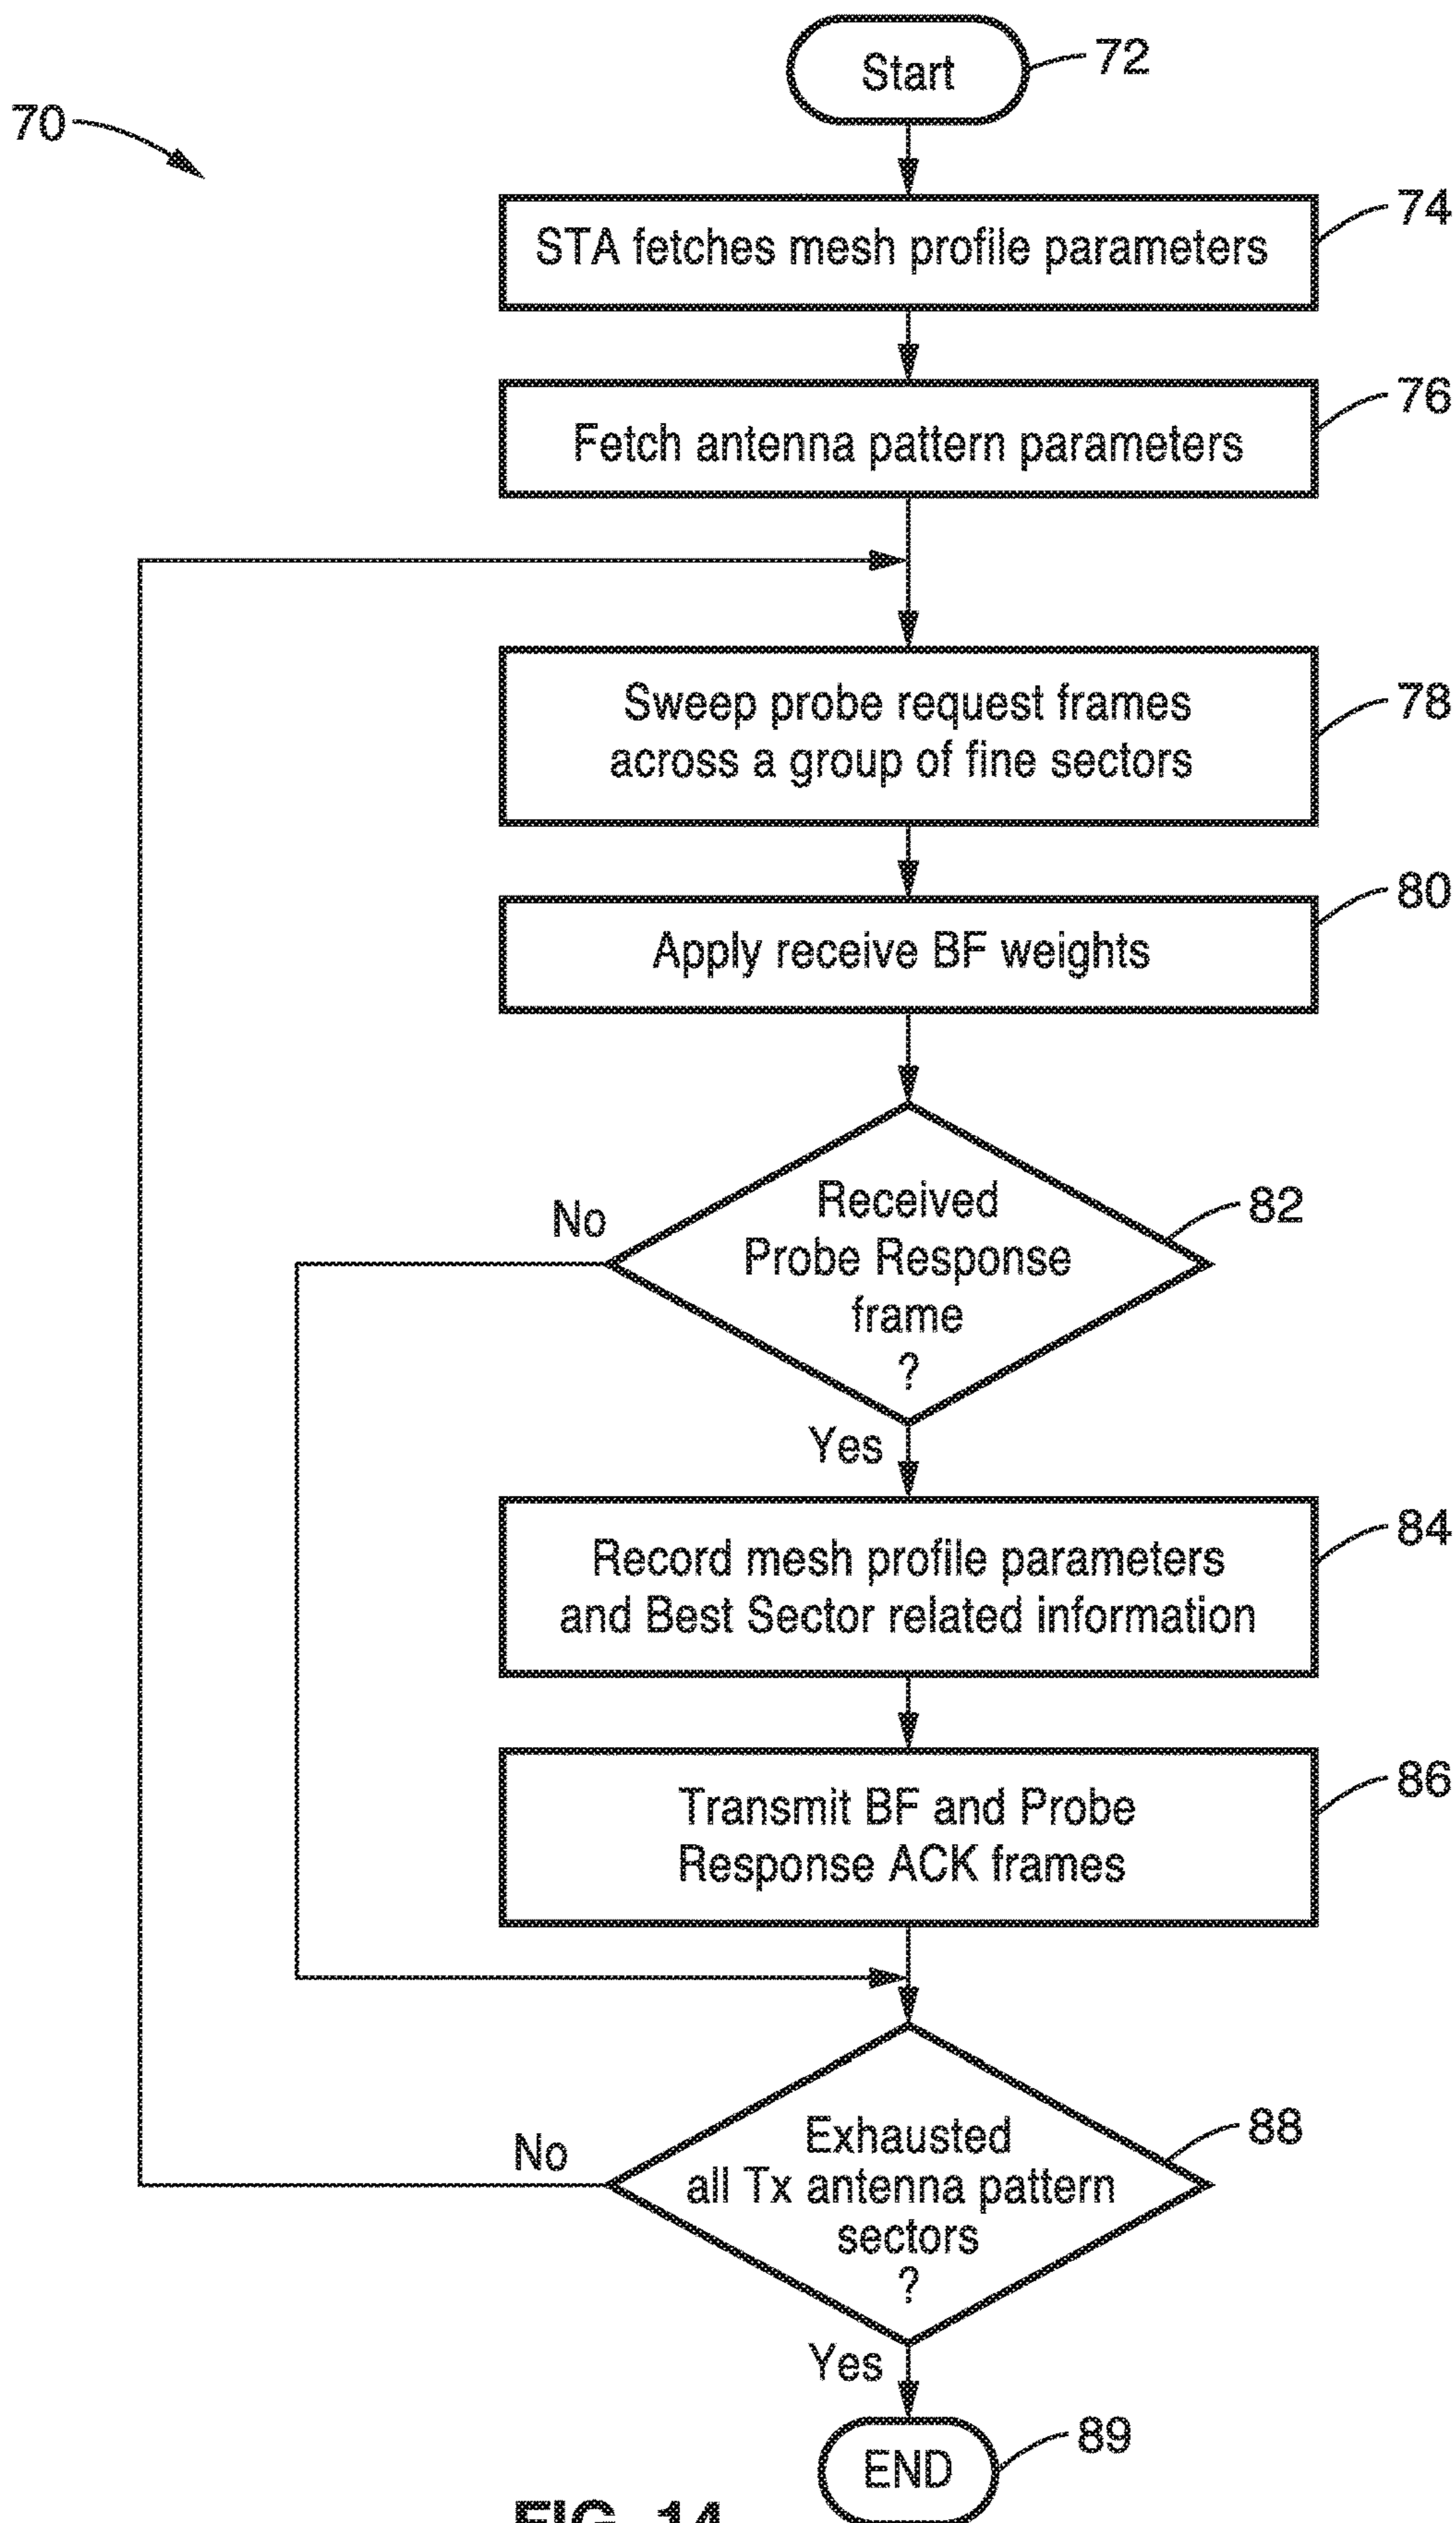 Start
72
70
STA fetches mesh profile parameters
74
Fetch antenna pattern parameters
76
Sweep probe request frames
across a group of fine sectors
78
Apply receive BF weights
80
Received
Probe Response
frame
?
82
No
Yes
Record mesh profile parameters
and Best Sector related information
84
Transmit BF and Probe
Response ACK frames
86
Exhausted
all Tx antenna pattern
sectors
?
88
No
Yes
END
89
FIG. 14